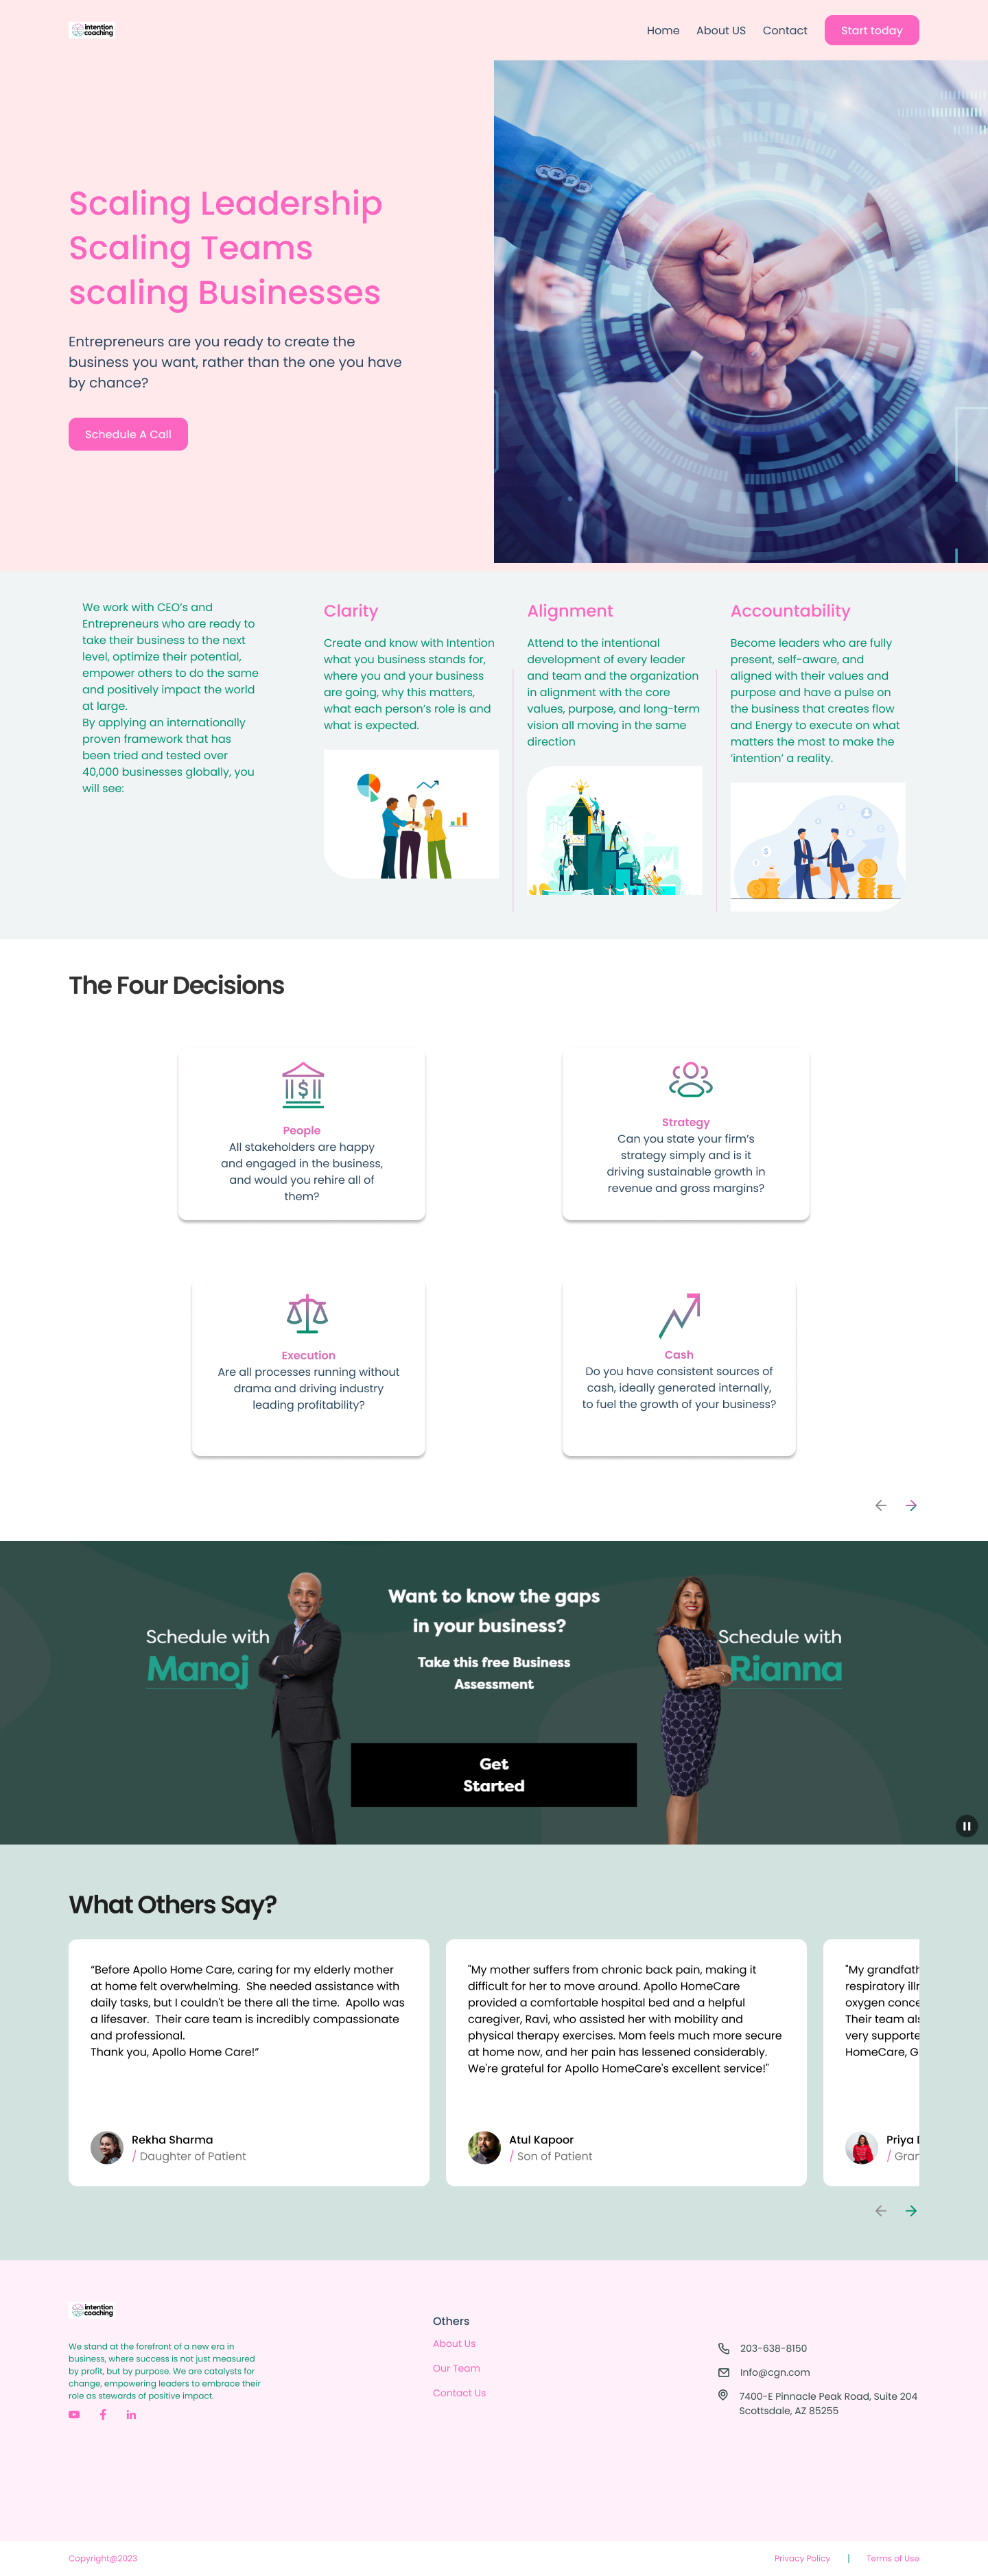 intention
coaching
Home About US Contact Start today
Scaling Leadership
Scaling Teams
scaling Businesses
Entrepreneurs are you ready to create the
business you want, rather than the one you have
by chance?
Schedule A Call
We work with CEO's and
Entrepreneurs who are ready to
take their business to the next
level, optimize their potential,
empower others to do the same
and positively impact the world
at large.
By applying an internationally
proven framework that has
been tried and tested over
40,000 businesses globally, you
will see:
Clarity
Create and know with Intention
what you business stands for,
where you and your business
are going, why this matters,
what each person's role is and
what is expected.
Alignment
Attend to the intentional
development of every leader
and team and the organization
in alignment with the core
values, purpose, and long-term
vision all moving in the same
direction
Accountability
Become leaders who are fully
present, self-aware, and
aligned with their values and
purpose and have a pulse on
the business that creates flow
and Energy to execute on what
matters the most to make the
‘intention’ a reality.
The Four Decisions
People
All stakeholders are happy
and engaged in the business,
and would you rehire all of
them?
Strategy
Can you state your firm's
strategy simply and is it
driving sustainable growth in
revenue and gross margins?
Execution
Are all processes running without
drama and driving industry
leading profitability?
Cash
Do you have consistent sources of
cash, ideally generated internally,
to fuel the growth of your business?
Schedule with
Manoj
Want to know the gaps
in your business?
Take this free Business
Assessment
Get
Started
Schedule with
Rianna
What Others Say?
“Before Apollo Home Care, caring for my elderly mother
at home felt overwhelming.  She needed assistance with
daily tasks, but I couldn't be there all the time.  Apollo was
a lifesaver.  Their care team is incredibly compassionate
and professional.
Thank you, Apollo Home Care!”
Rekha Sharma
/ Daughter of Patient
"My mother suffers from chronic back pain, making it
difficult for her to move around. Apollo HomeCare
provided a comfortable hospital bed and a helpful
caregiver, Ravi, who assisted her with mobility and
physical therapy exercises. Mom feels much more secure
at home now, and her pain has lessened considerably.
We're grateful for Apollo HomeCare's excellent service!"
Atul Kapoor
/ Son of Patient
"My
respiratory
oxygen
Their team
very
HomeCare,
Priya
/
intention
coaching
We stand at the forefront of a new era in
business, where success is not just measured
by profit, but by purpose. We are catalysts for
change, empowering leaders to embrace their
role as stewards of positive impact.
Others
About Us
Our Team
Contact Us
203-638-8150
Info@cgn.com
7400-E Pinnacle Peak Road, Suite 204
Scottsdale, AZ 85255
Copyright@2023
Privacy Policy | Terms of Use